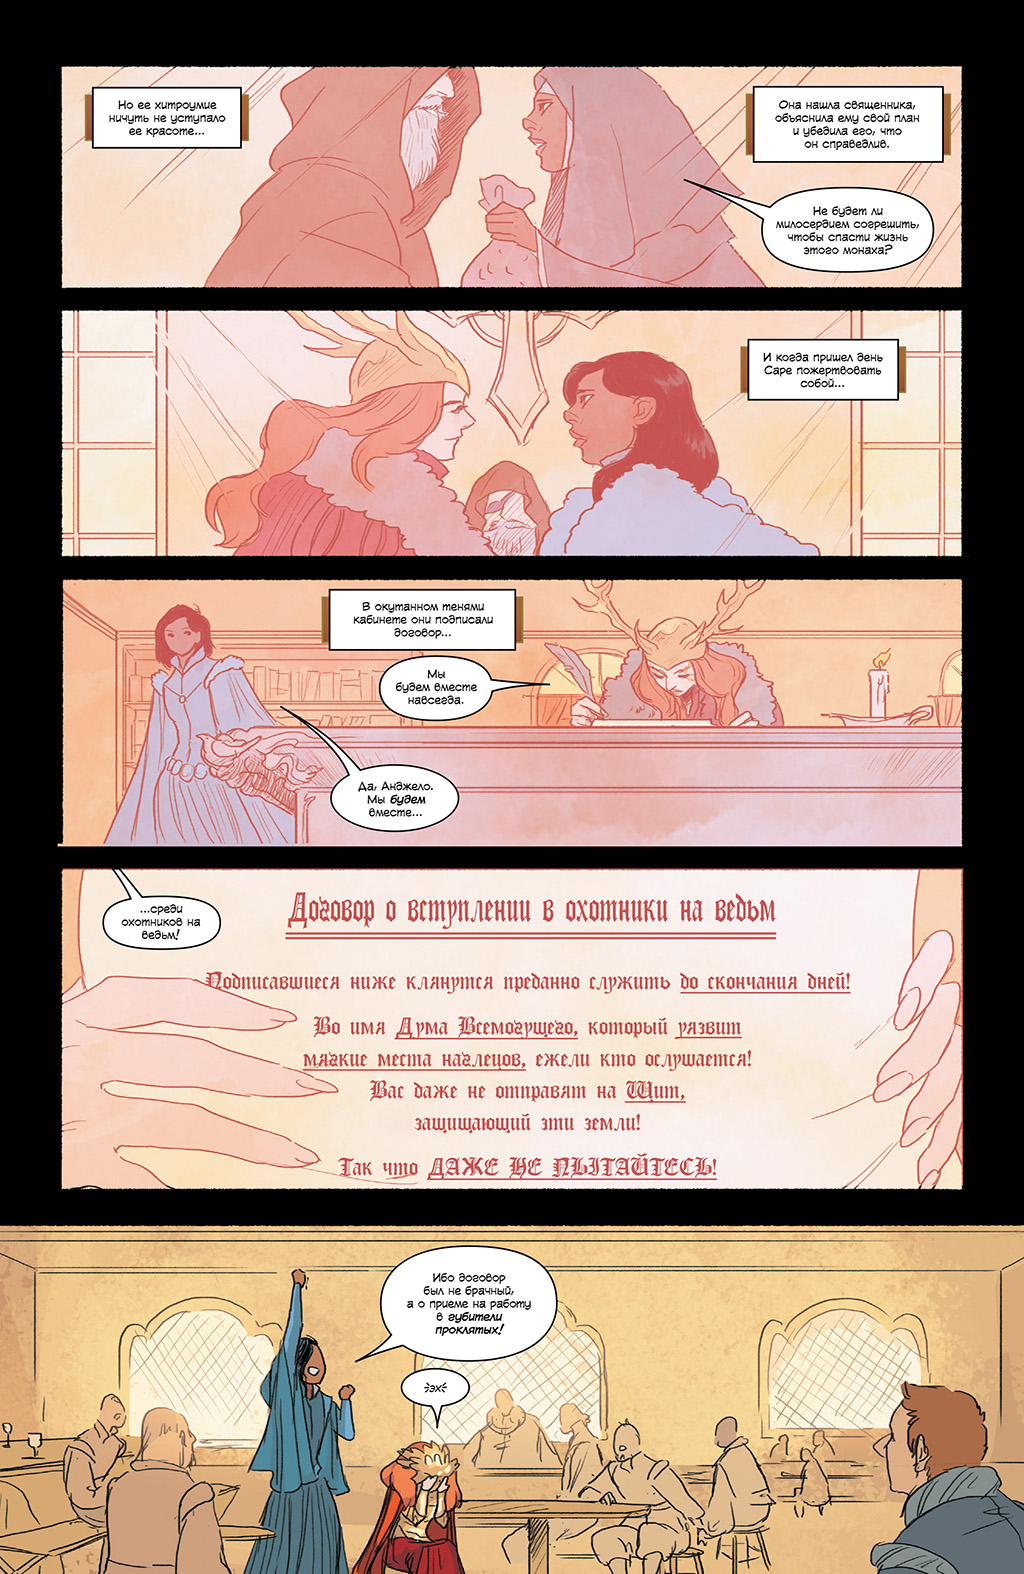 Но ее хитроумие
ничуть не уступало
ее красоте...
Она нашла священника,
объяснила ему свой план
и убедила его, что
он справедлив.
Не будет ли
милосердием согрешить,
чтобы спасти жизнь
этого монаха?
И когда пришел день
Саре пожертвовать
собой...
В окутанном тенями
кабинете они подписали
договор...
Мы
будем вместе
навсегда.
Да, Анджело.
Мы будем
вместе...
...среди
охотников на
ведьм!
Договор о вступлении в охотники на ведьм
Подписавшиеся ниже клянутся преданно служить до скончания дней!
Во имя Дума Всемогущего, который уязвит
мягкие места наглецов, ежели кто ослушается!
Вас даже не отправят на Щит,
защищающий эти земли!
Так что ДАЖЕ НЕ ПЫТАЙТЕСЬ!
Ибо договор
был не брачный,
а о приеме на работу
в губители
проклятых!
эх